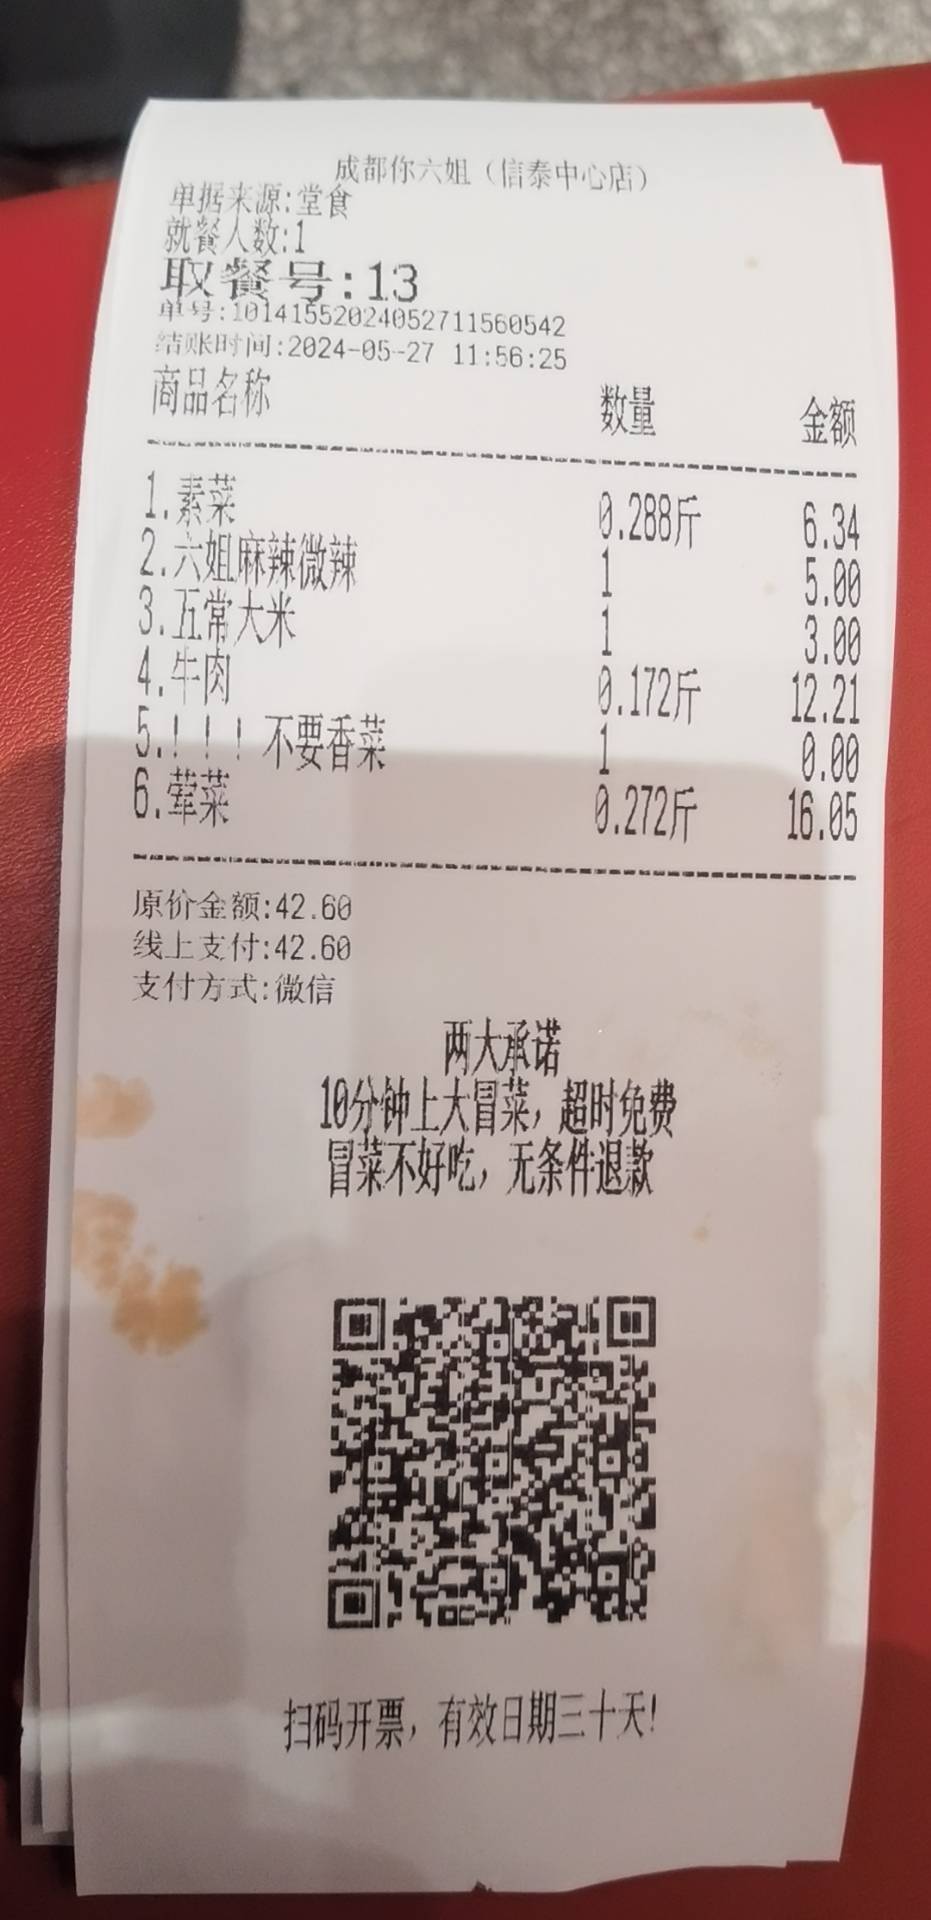 成都你六姐（信泰中心店）
单据来源:堂食
就餐人数:1
取餐号:13
单号:10141552024052711560542
结账时间:2024-05-27 11:56:25
商品名称 数量 金额
1.素菜 0.288斤 6.34
2.六姐麻辣微辣 1 5.00
3.五常大米 1 3.00
4.牛肉 0.172斤 12.21
5.！！！不要香菜 1 0.00
6.荤菜 0.272斤 16.05
原价金额:42.60
线上支付:42.60
支付方式:微信
两大承诺
10分钟上大冒菜，超时免费
冒菜不好吃，无条件退款
扫码开票，有效日期三十天!